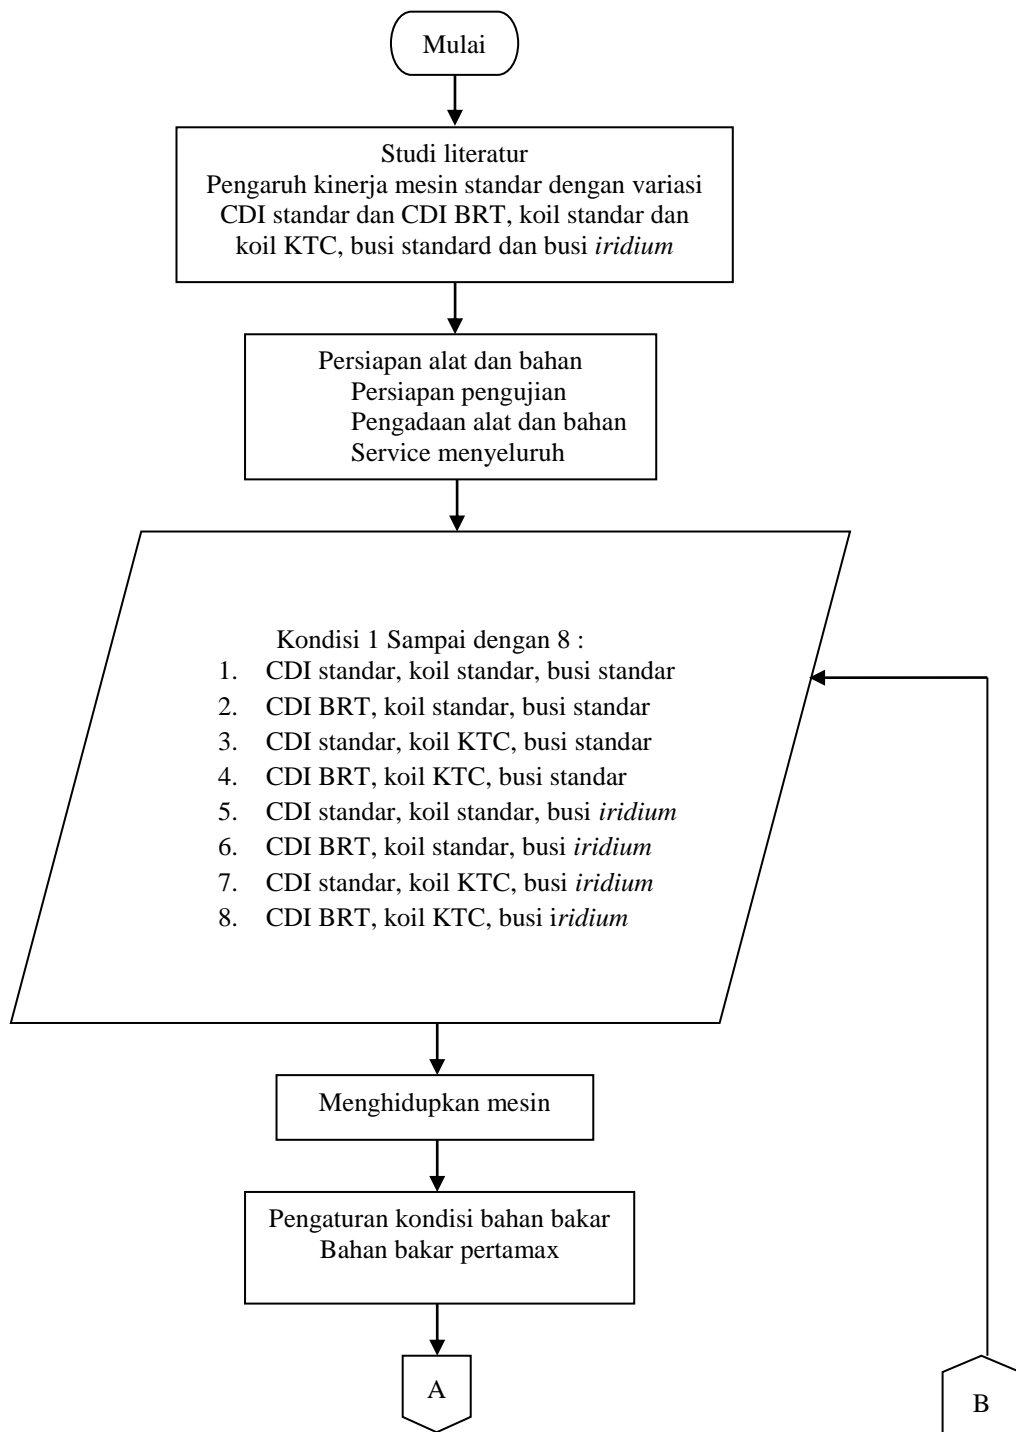 Mulai
Studi literatur
Pengaruh kinerja mesin standar dengan variasi
CDI standar dan CDI BRT, koil standar dan
koil KTC, busi standard dan busi iridium
Persiapan alat dan bahan
Persiapan pengujian
Pengadaan alat dan bahan
Service menyeluruh
Kondisi 1 Sampai dengan 8 :
1. CDI standar, koil standar, busi standar
2. CDI BRT, koil standar, busi standar
3. CDI standar, koil KTC, busi standar
4. CDI BRT, koil KTC, busi standar
5. CDI standar, koil standar, busi iridium
6. CDI BRT, koil standar, busi iridium
7. CDI standar, koil KTC, busi iridium
8. CDI BRT, koil KTC, busi iridium
Menghidupkan mesin
Pengaturan kondisi bahan bakar
Bahan bakar pertamax
A
B